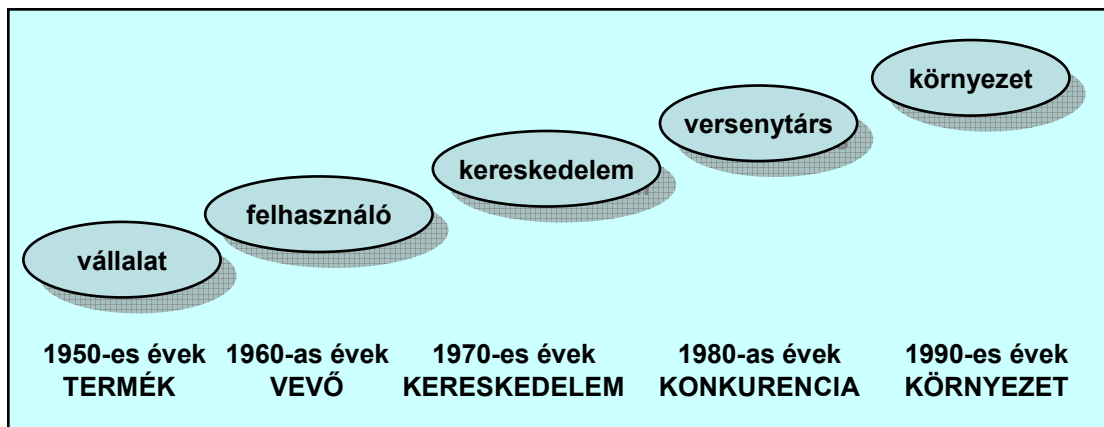 környezet
versenytárs
kereskedelem
felhasználó
vállalat
1950-es évek 1960-as évek 1970-es évek 1980-as évek 1990-es évek
TERMÉK VEVŐ KERESKEDELEM KONKURENCIA KÖRNYEZET